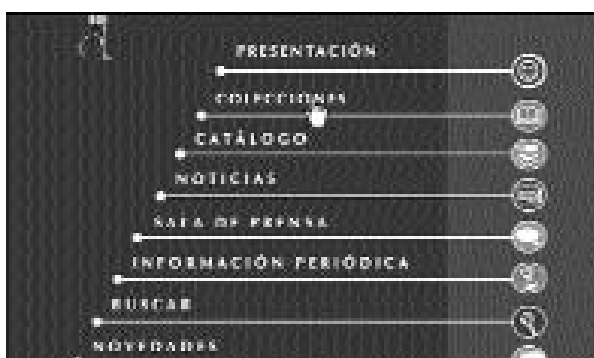 PRESENTACIÓN
COLECCIONES
CATÁLOGO
NOTICIAS
SALA DE PRENSA
INFORMACIÓN PERIÓDICA
BUSCAR
NOVEDADES